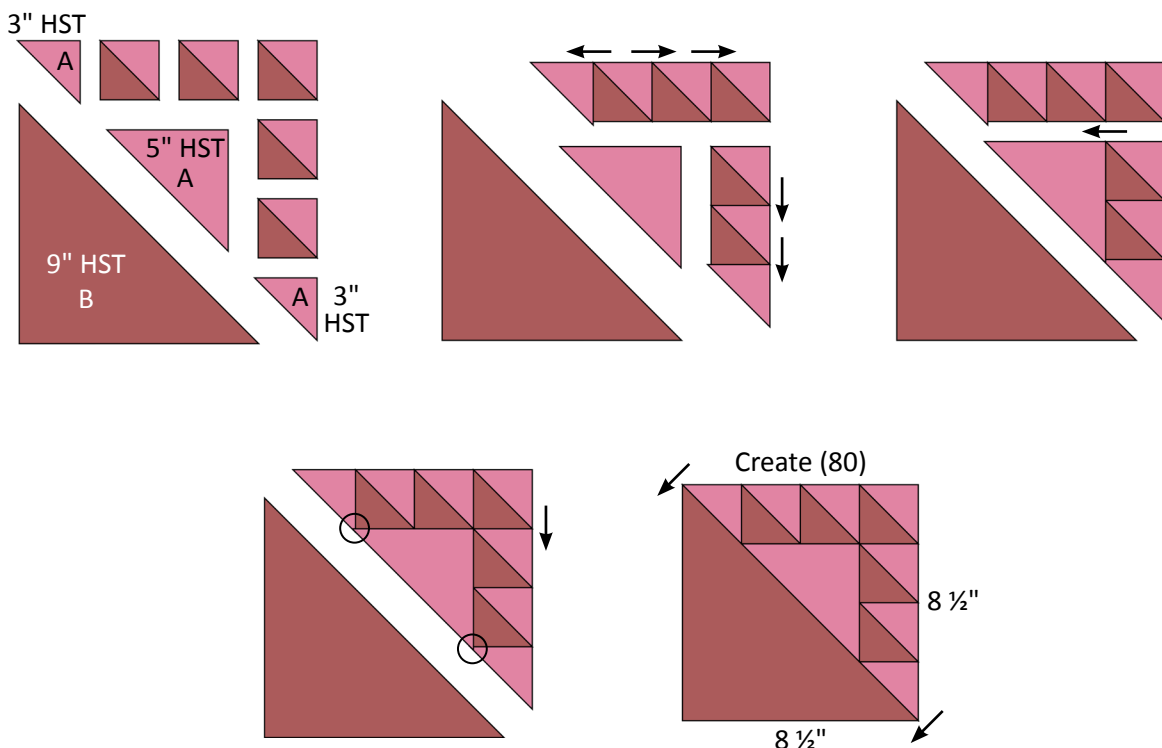 3" HST
A
5" HST
A
9" HST
B
A
3"
HST
Create (80)
8 ½"
8 ½"